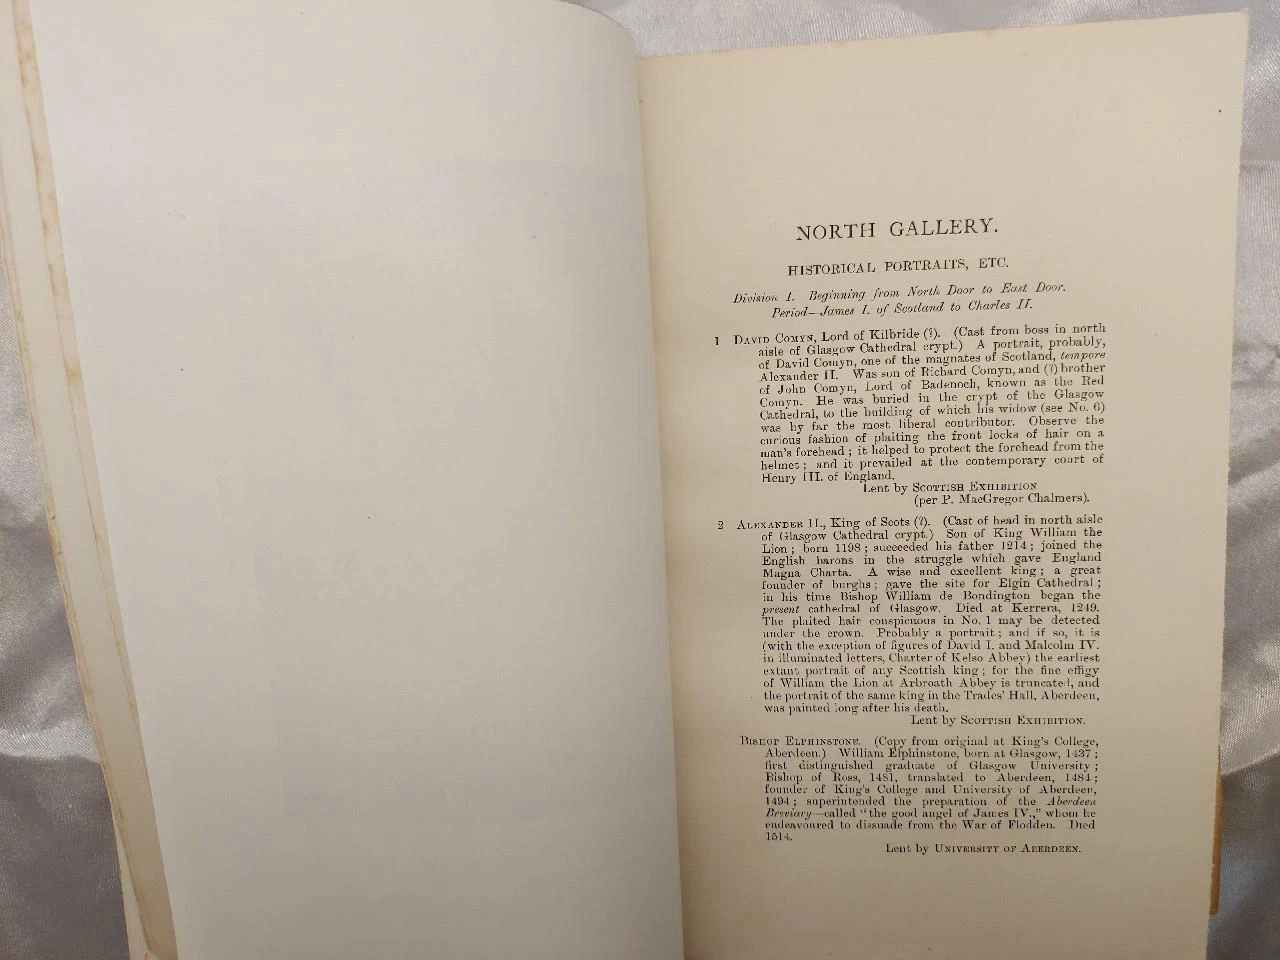 NORTH GALLERY.
HISTORICAL PORTRAITS, ETC.
Division 1. Beginning from North Door to East Door.
Period—James I. of Scotland to Charles II.
1 DAVID COMYN, Lord of Kilbride (?). (Cast from boss in north
aisle of Glasgow Cathedral crypt.) A portrait, probably,
of David Comyn, one of the magnates of Scotland, tempore
Alexander II. Was son of Richard Comyn, and (?) brother
of John Comyn, Lord of Badenoch, known as the Red
Comyn. He was buried in the crypt of the Glasgow
Cathedral, to the building of which his widow (see No. 6)
was by far the most liberal contributor. Observe the
curious fashion of plaiting the front locks of hair on a
man's forehead; it helped to protect the forehead from the
helmet; and it prevailed at the contemporary court of
Henry III. of England.
Lent by SCOTTISH EXHIBITION
(per P. MacGregor Chalmers).
2 ALEXANDER II., King of Scots (?). (Cast of head in north aisle
of Glasgow Cathedral crypt.) Son of King William the
Lion; born 1198; succeeded his father 1214; joined the
English barons in the struggle which gave England
Magna Charta. A wise and excellent king; a great
founder of burghs; gave the site for Elgin Cathedral;
in his time Bishop William de Bondington began the
present cathedral of Glasgow. Died at Kerrera, 1249.
The plaited hair conspicuous in No. 1 may be detected
under the crown. Probably a portrait; and if so, it is
(with the exception of figures of David I. and Malcolm IV.
in illuminated letters, Charter of Kelso Abbey) the earliest
extant portrait of any Scottish king; for the fine effigy
of William the Lion at Arbroath Abbey is truncated, and
the portrait of the same king in the Trades' Hall, Aberdeen,
was painted long after his death.
Lent by SCOTTISH EXHIBITION.
BISHOP ELPHINSTONE. (Copy from original at King's College,
Aberdeen.) William Elphinstone, born at Glasgow, 1437;
first distinguished graduate of Glasgow University;
Bishop of Ross, 1481, translated to Aberdeen, 1484;
founder of King's College and University of Aberdeen,
1494; superintended the preparation of the Aberdeen
Breviary—called "the good angel of James IV.," whom he
endeavoured to dissuade from the War of Flodden. Died
1514.
Lent by UNIVERSITY OF ABERDEEN.